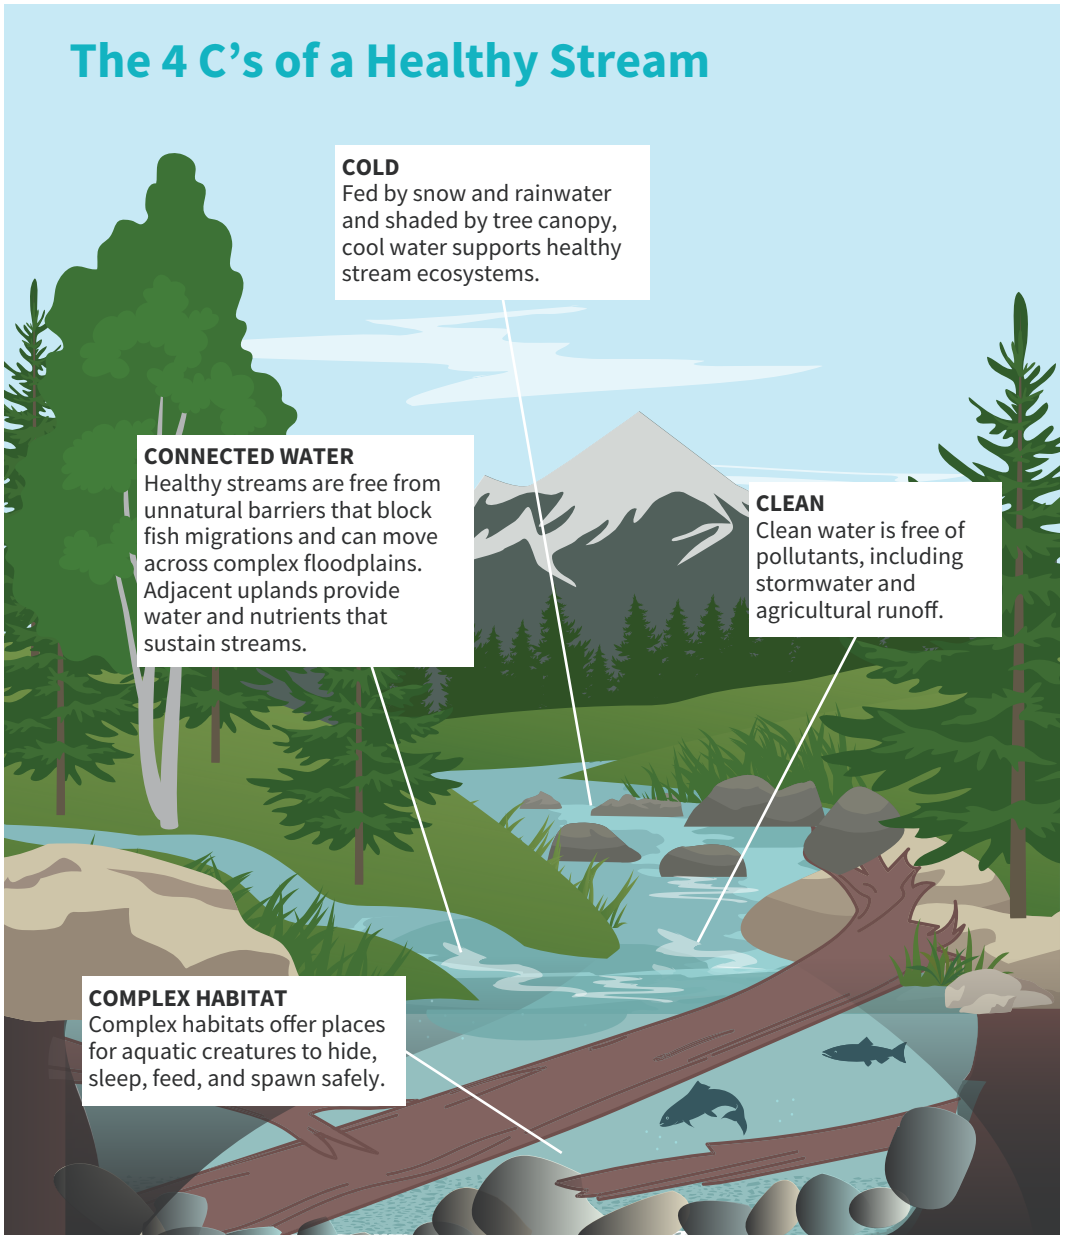 The 4 C’s of a Healthy Stream
COLD
Fed by snow and rainwater
and shaded by tree canopy,
cool water supports healthy
stream ecosystems.
CONNECTED WATER
Healthy streams are free from
unnatural barriers that block
fish migrations and can move
across complex floodplains.
Adjacent uplands provide
water and nutrients that
sustain streams.
CLEAN
Clean water is free of
pollutants, including
stormwater and
agricultural runoff.
COMPLEX HABITAT
Complex habitats offer places
for aquatic creatures to hide,
sleep, feed, and spawn safely.